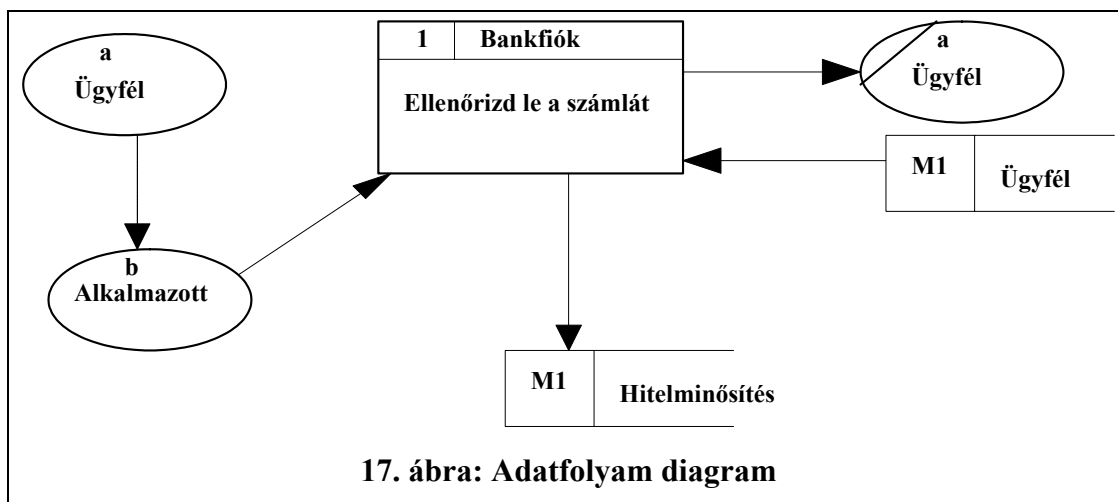 a
Ügyfél
1 Bankfiók
Ellenőrizd le a számlát
a
Ügyfél
M1 Ügyfél
b
Alkalmazott
M1 Hitelminősítés
17. ábra: Adatfolyam diagram